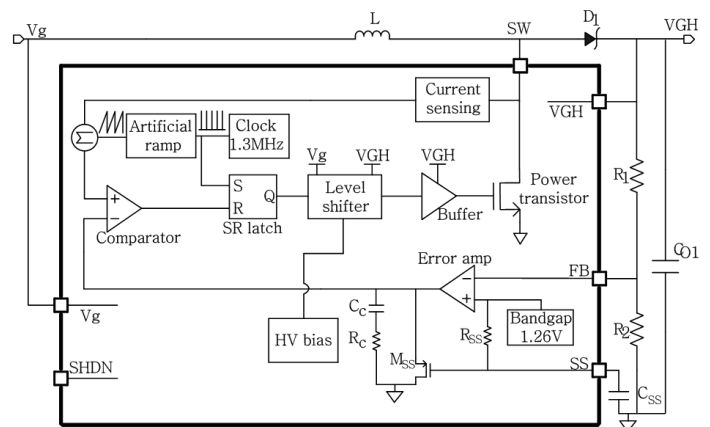 L
D1
Vg
SW
VGH
Current
sensing
VGH
Σ
Artificial
ramp
Clock
1.3MHz
Vg
VGH
VGH
R1
S
R
Q
Level
shifter
Power
transistor
Buffer
+
−
Comparator
SR latch
CO1
Error amp
FB
−
+
Cc
Bandgap
1.26V
Vg
HV bias
Rc
RSS
R2
MSS
SS
SHDN
CSS